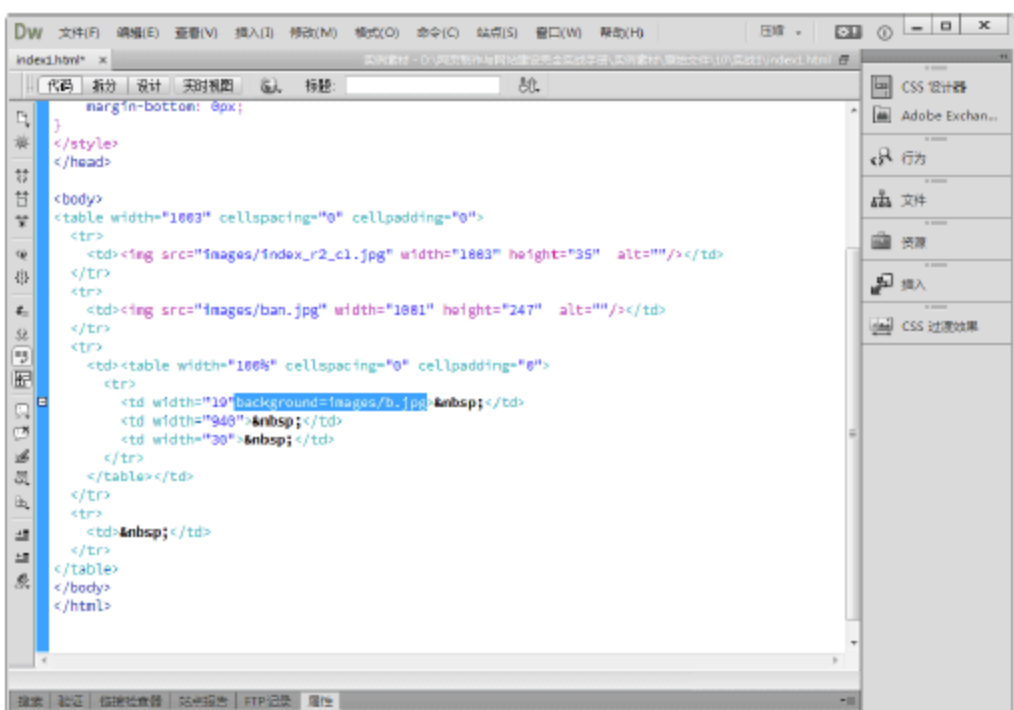 Dw 文件(F) 编辑(E) 查看(V) 插入(I) 修改(M) 格式(O) 命令(C) 站点(S) 窗口(W) 帮助(H) 压缩
index1.html* ×
代码 拆分 设计 实时视图 标题:
margin-bottom: 0px;
}
</style>
</head>
<body>
<table width="1003" cellspacing="0" cellpadding="0">
<tr>
<td><img src="images/index_r2_c1.jpg" width="1003" height="35" alt=""/></td>
</tr>
<tr>
<td><img src="images/ban.jpg" width="1001" height="247" alt=""/></td>
</tr>
<tr>
<td><table width="100%" cellspacing="0" cellpadding="0">
<tr>
<td width="19"background=images/b.jpg>&nbsp;</td>
<td width="940">&nbsp;</td>
<td width="30">&nbsp;</td>
</tr>
</table></td>
</tr>
<tr>
<td>&nbsp;</td>
</tr>
</table>
</body>
</html>
搜索 验证 链接检查器 站点报告 FTP记录 属性
CSS 设计器
Adobe Exchan...
行为
文件
资源
插入
CSS 过渡效果